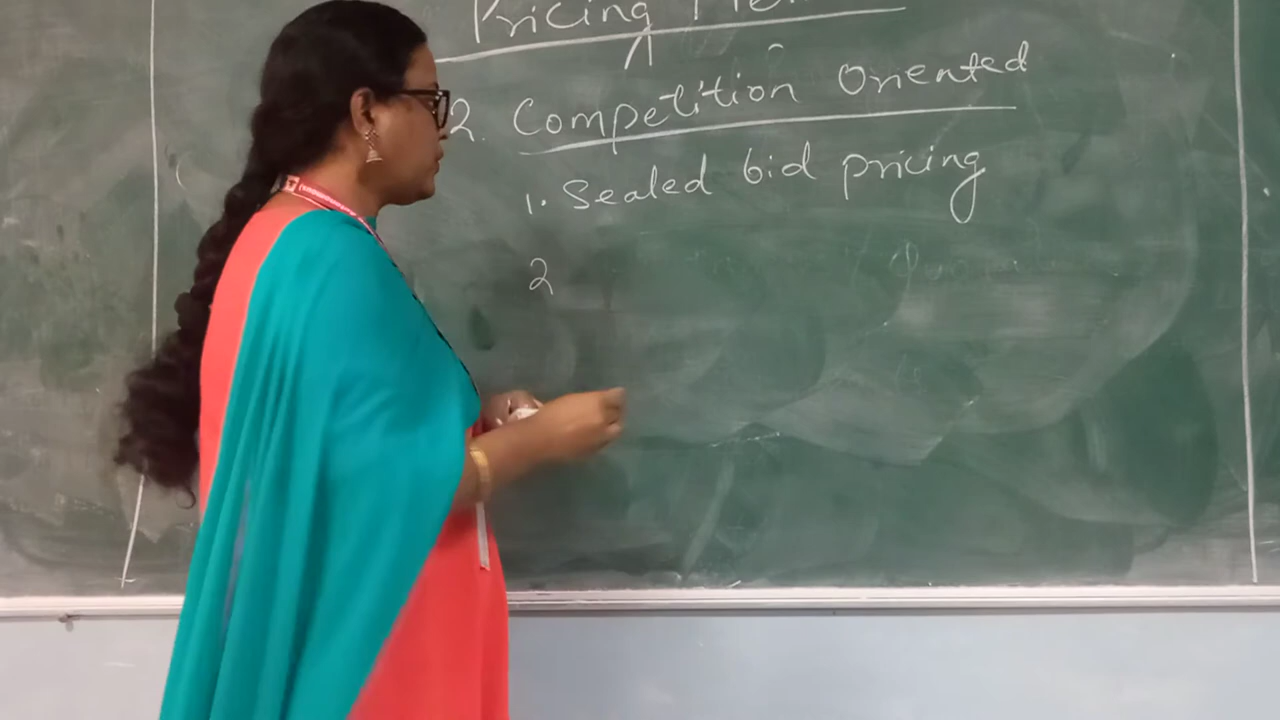 Pricing
2. Competition Oriented
1. Sealed bid pricing
2